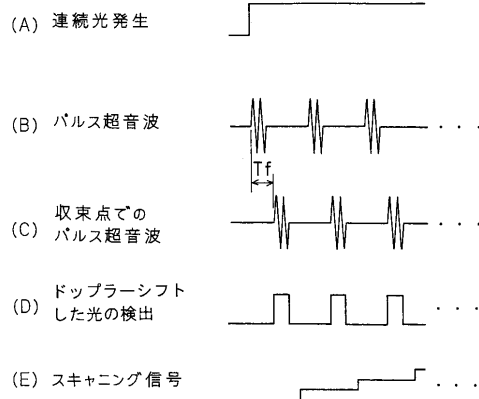 (A) 連続光発生
(B) パルス超音波
Tf
(C) 収束点での
パルス超音波
(D) ドップラーシフト
した光の検出
(E) スキャニング信号